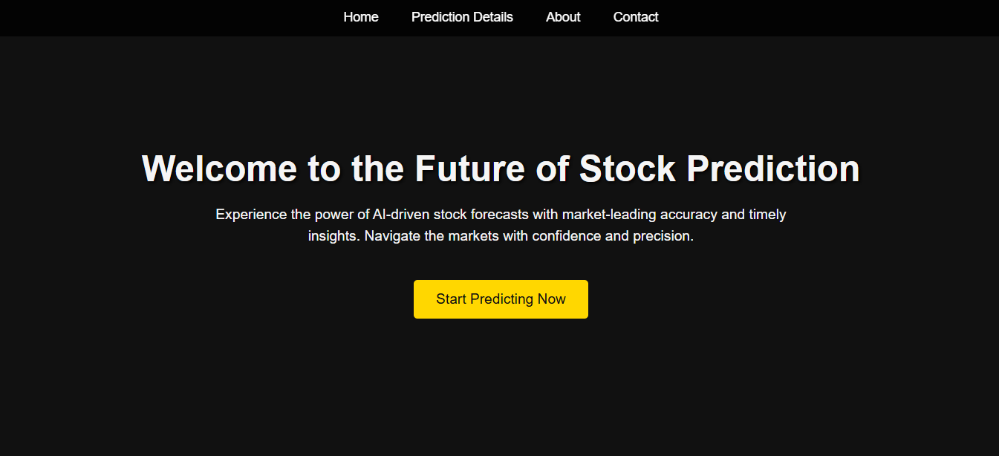 Home Prediction Details About Contact
Welcome to the Future of Stock Prediction
Experience the power of AI-driven stock forecasts with market-leading accuracy and timely
insights. Navigate the markets with confidence and precision.
Start Predicting Now